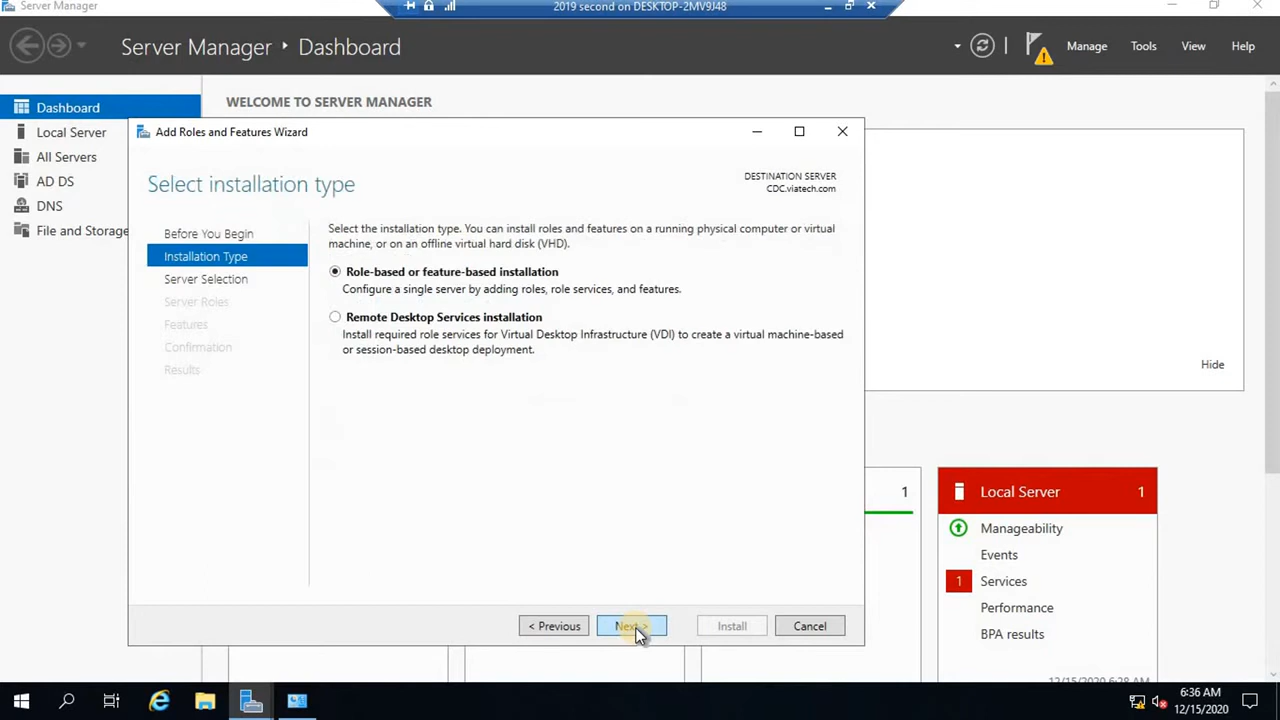 Server Manager
2019 second on DESKTOP-2MV9J48
Server Manager ‣ Dashboard
Manage
Tools
View
Help
Dashboard
Local Server
All Servers
AD DS
DNS
File and Storage
WELCOME TO SERVER MANAGER
Add Roles and Features Wizard
Select installation type
DESTINATION SERVER
CDC.viatech.com
Before You Begin
Installation Type
Server Selection
Server Roles
Features
Confirmation
Results
Select the installation type. You can install roles and features on a running physical computer or virtual
machine, or on an offline virtual hard disk (VHD).
Role-based or feature-based installation
Configure a single server by adding roles, role services, and features.
Remote Desktop Services installation
Install required role services for Virtual Desktop Infrastructure (VDI) to create a virtual machine-based
or session-based desktop deployment.
< Previous
Next >
Install
Cancel
Hide
1
Local Server
1
Manageability
Events
1
Services
Performance
BPA results
12/15/2020 6:28 AM
6:36 AM
12/15/2020